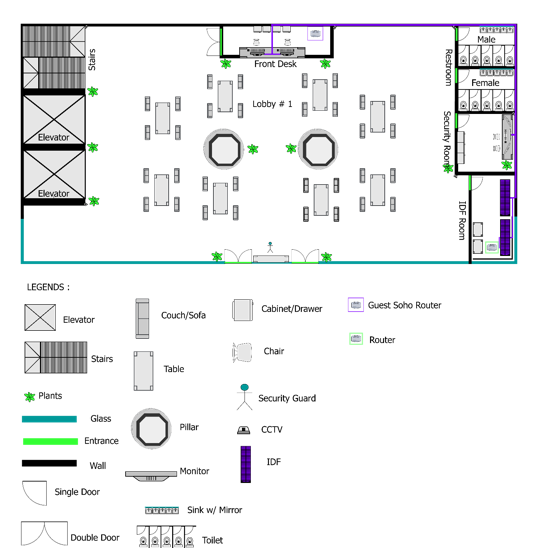 Stairs
Male
Front Desk
Restroom
Lobby # 1
Female
Elevator
Security Room
Elevator
IDF Room
LEGENDS :
Elevator
Couch/Sofa
Cabinet/Drawer
Guest Soho Router
Stairs
Table
Chair
Router
Plants
Security Guard
Glass
Pillar
CCTV
Entrance
Wall
Monitor
IDF
Single Door
Sink w/ Mirror
Double Door
Toilet